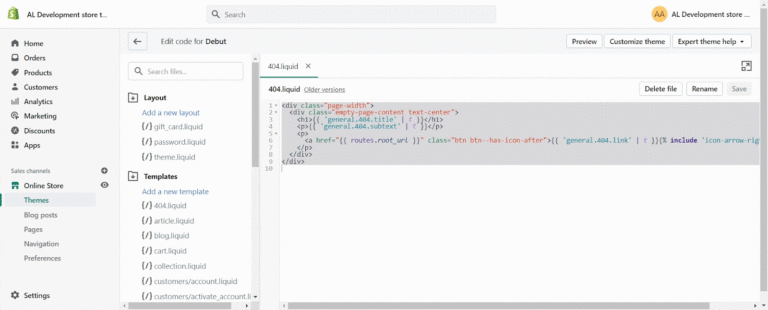 AL Development store t...
Search
AA
AL Development store ...
Home
Orders
Products
Customers
Analytics
Marketing
Discounts
Apps
Sales channels
Online Store
Themes
Blog posts
Pages
Navigation
Preferences
Settings
Edit code for Debut
Preview
Customize theme
Expert theme help
Search files...
Layout
Add a new layout
{/} gift_card.liquid
{/} password.liquid
{/} theme.liquid
Templates
Add a new template
{/} 404.liquid
{/} article.liquid
{/} blog.liquid
{/} cart.liquid
{/} collection.liquid
{/} customers/account.liquid
{/} customers/activate_account.li
404.liquid
404.liquid Older versions
Delete file
Rename
Save
1 <div class="page-width">
2 <div class="empty-page-content text-center">
3 <h1>{{ 'general.404.title' | t }}</h1>
4 <p>{{ 'general.404.subtext' | t }}</p>
5 <p>
6 <a href="{{ routes.root_url }}" class="btn btn--has-icon-after">{{ 'general.404.link' | t }}{% include 'icon-arrow-rig
7 </p>
8 </div>
9 </div>
10